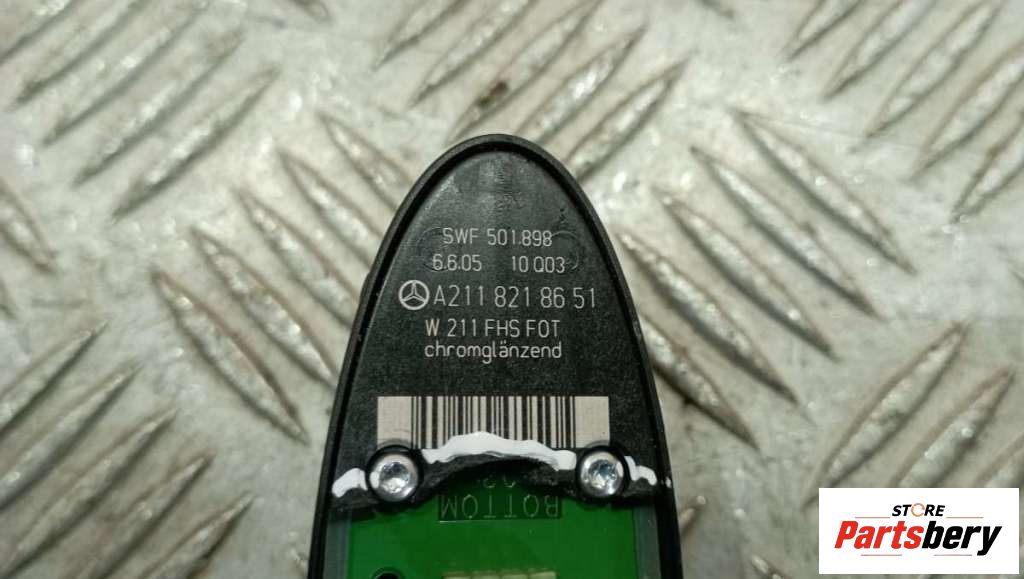 SWF 501.898
6.6.05 10 Q03
A211 821 86 51
W 211 FHS FOT
chromglänzend
BOTTOM
STORE
Partsbery